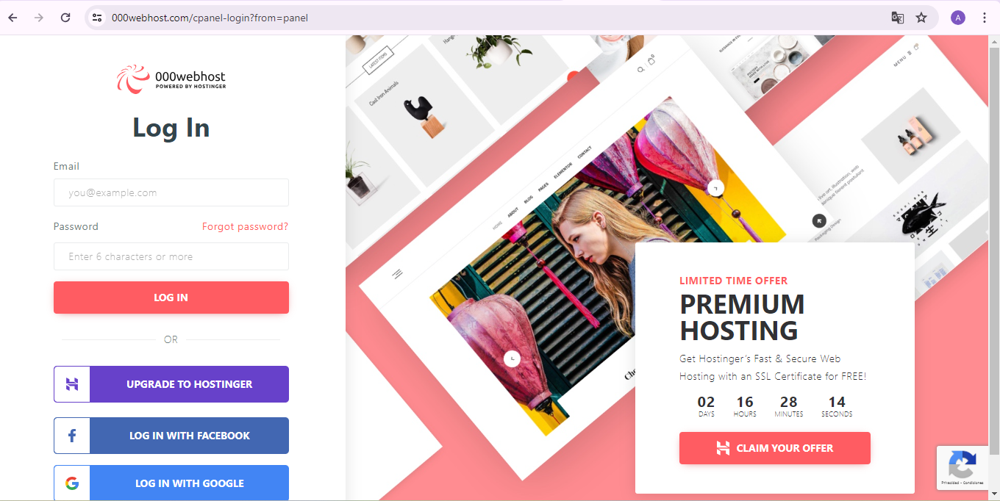 000webhost.com/cpanel-login?from=panel
A
000webhost
POWERED BY HOSTINGER
Log In
Email
you@example.com
Password
Forgot password?
Enter 6 characters or more
LOG IN
OR
UPGRADE TO HOSTINGER
LOG IN WITH FACEBOOK
LOG IN WITH GOOGLE
LATEST ITEMS
Cast Iron Animals
MENU
HOME ABOUT BLOG PAGES ELEMENTOR CONTACT
0
Packaging Design
LIMITED TIME OFFER
PREMIUM
HOSTING
Get Hostinger's Fast & Secure Web
Hosting with an SSL Certificate for FREE!
02 16 28 14
DAYS HOURS MINUTES SECONDS
CLAIM YOUR OFFER
Privacidad - Condiciones